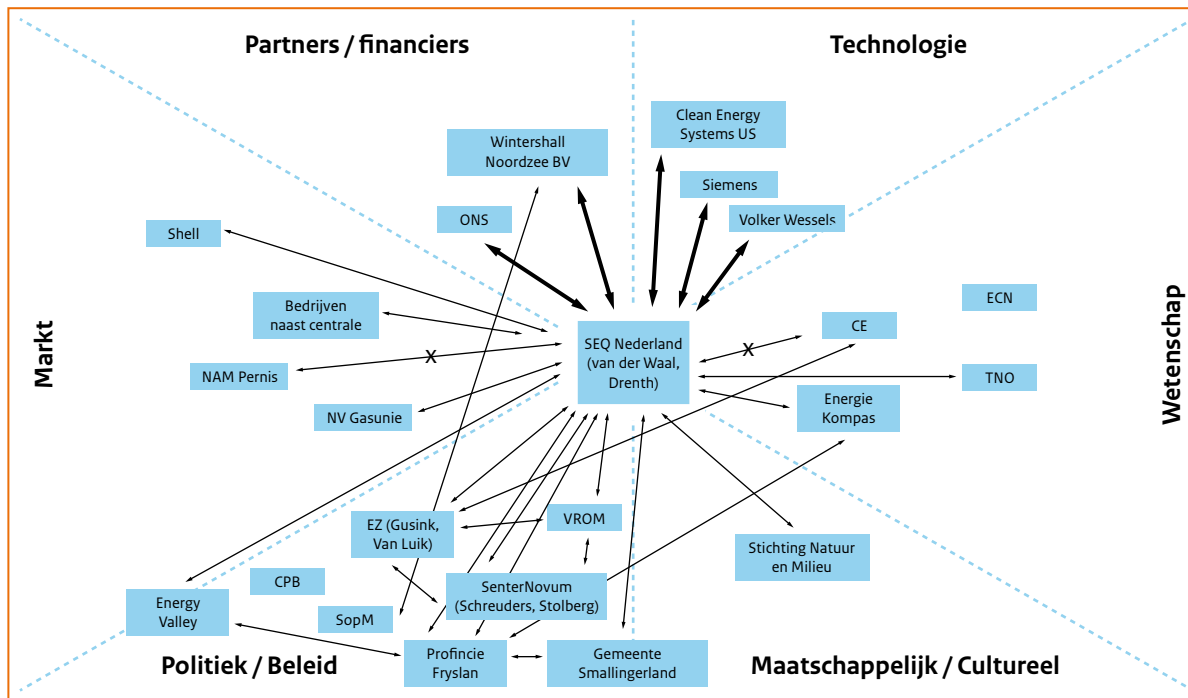 Partners / financiers
Technologie
Clean Energy
Systems US
Wintershall
Noordzee BV
Siemens
ONS
Volker Wessels
Shell
ECN
Bedrijven
naast centrale
CE
SEQ Nederland
(van der Waal,
Drenth)
X
X
Markt
Wetenschap
NAM Pernis
TNO
Energie
Kompas
NV Gasunie
EZ (Gusink,
Van Luik)
VROM
Stichting Natuur
en Milieu
CPB
SenterNovum
(Schreuders, Stolberg)
Energy
Valley
SopM
Politiek / Beleid
Profincie
Fryslan
Gemeente
Smallingerland
Maatschappelijk / Cultureel